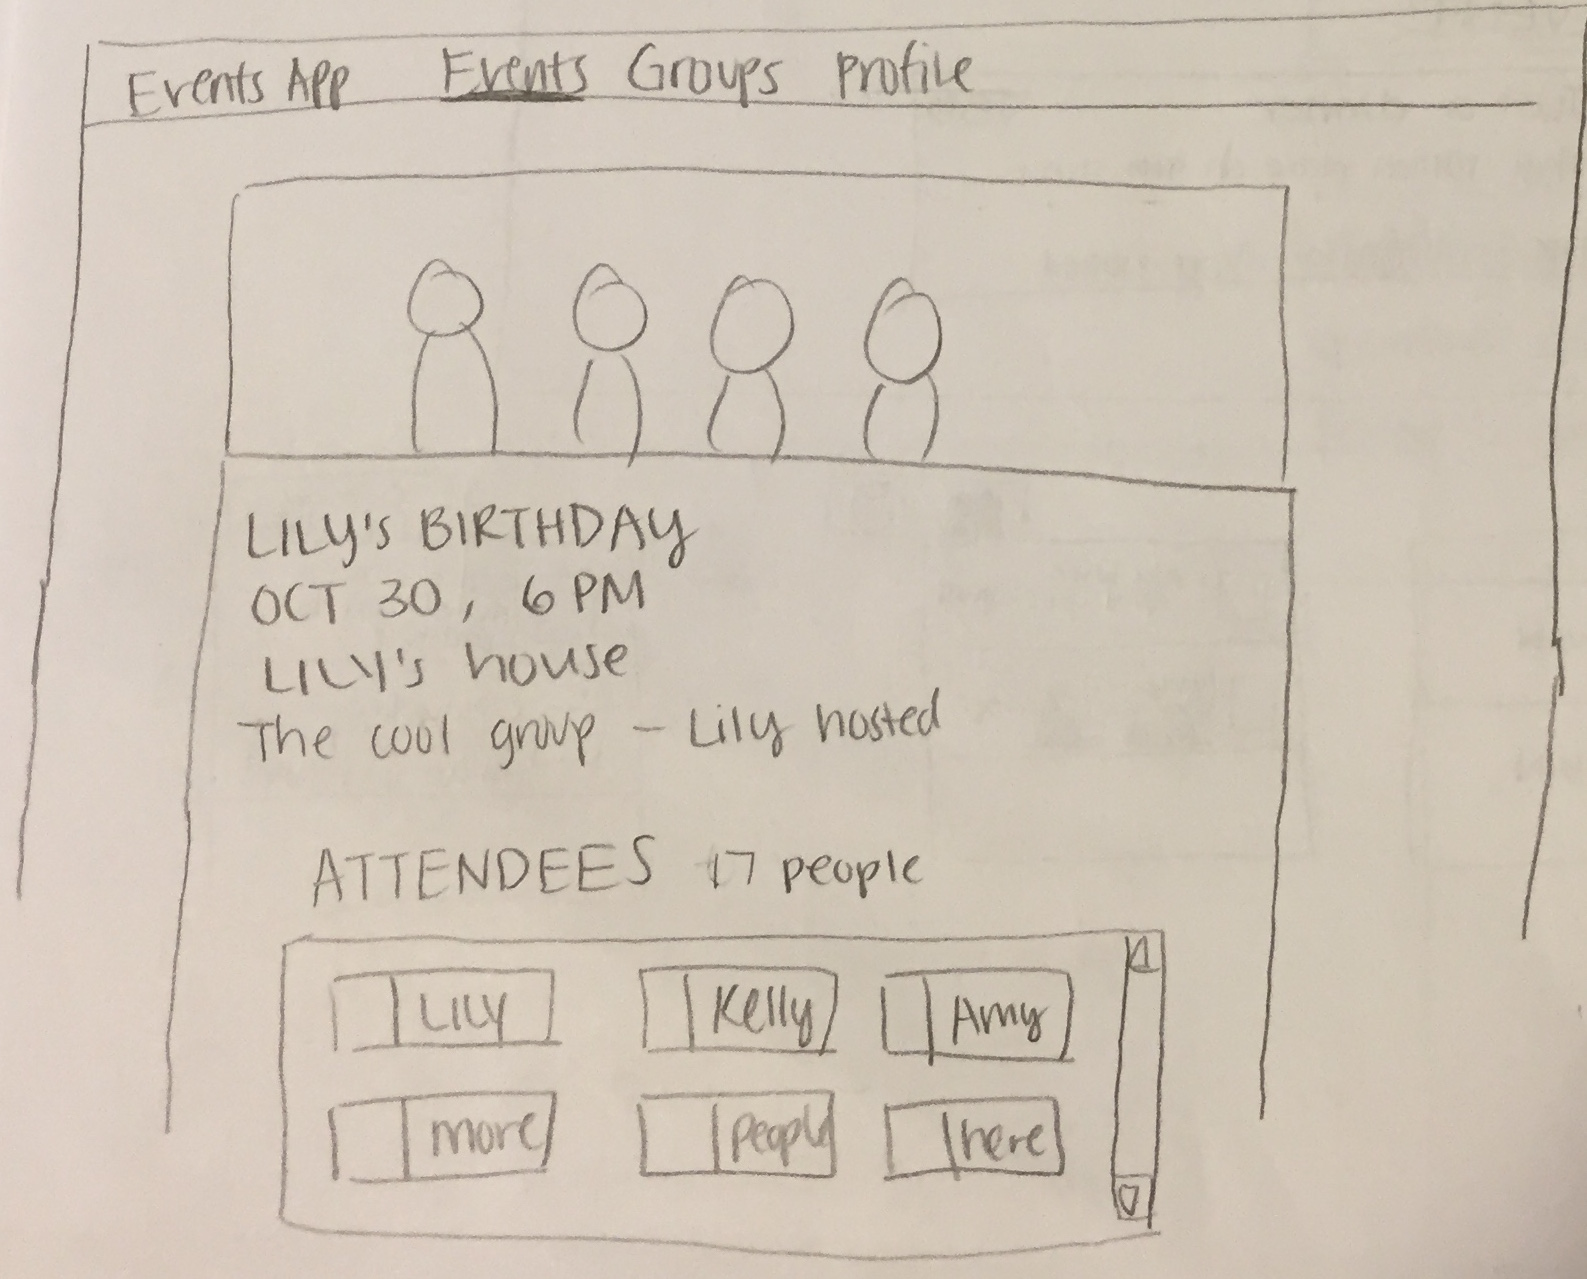 Events App Events Groups Profile
LILY's BIRTHDAY
OCT 30, 6 PM
LILY's house
The cool group – Lily hosted
ATTENDEES 17 people
LILY Kelly Amy
more people here